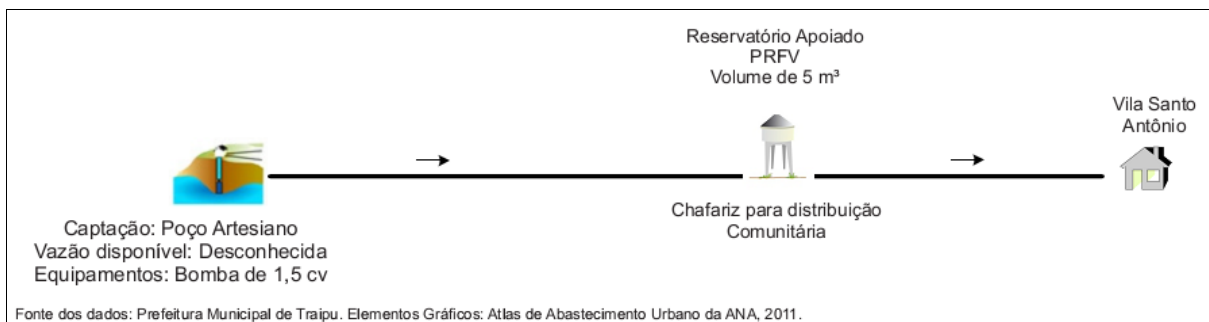 Reservatório Apoiado
PRFV
Volume de 5 m³
Vila Santo
Antônio
Captação: Poço Artesiano
Vazão disponível: Desconhecida
Equipamentos: Bomba de 1,5 cv
Chafariz para distribuição
Comunitária
Fonte dos dados: Prefeitura Municipal de Traipu. Elementos Gráficos: Atlas de Abastecimento Urbano da ANA, 2011.